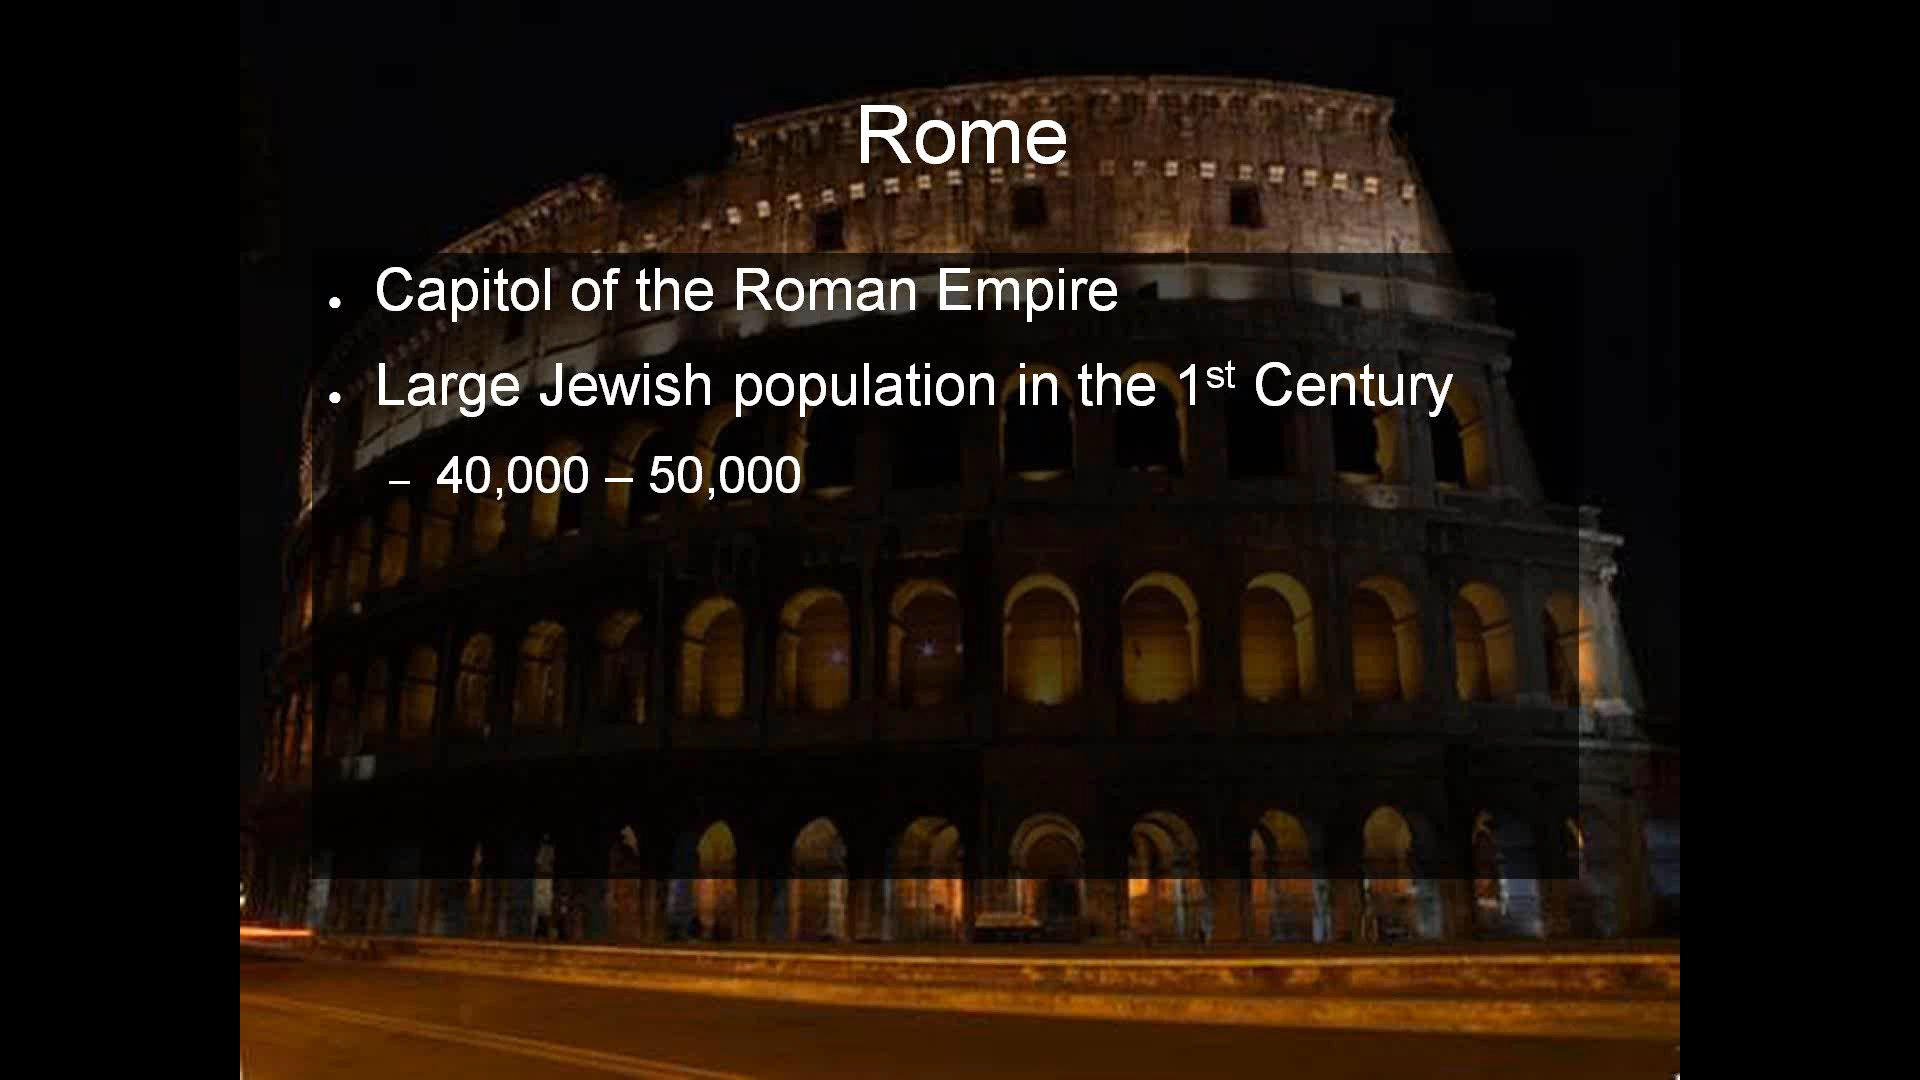 Rome
• Capitol of the Roman Empire
• Large Jewish population in the 1st Century
– 40,000 – 50,000